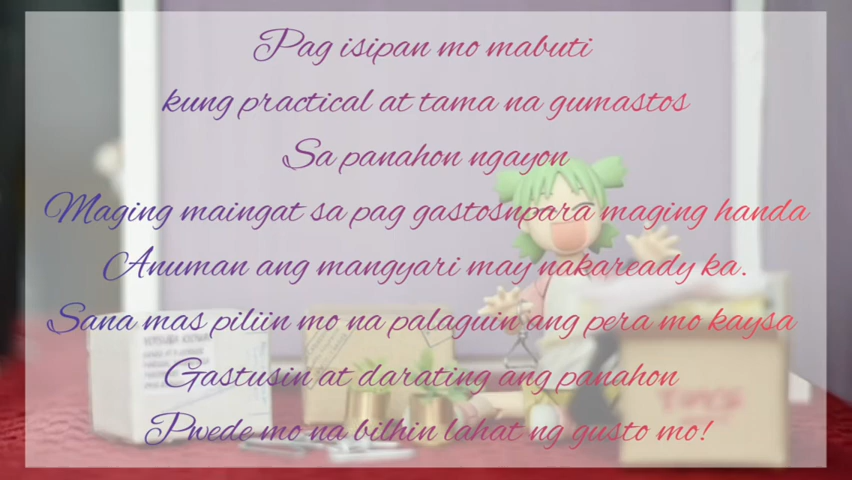 Pag isipan mo mabuti
kung practical at tama na gumastos
Sa panahon ngayon
Maging maingat sa pag gastosnpara maging handa
Anuman ang mangyari may nakaready ka.
Sana mas piliin mo na palaguin ang pera mo kaysa
Gastusin at darating ang panahon
Pwede mo na bilhin lahat ng gusto mo!